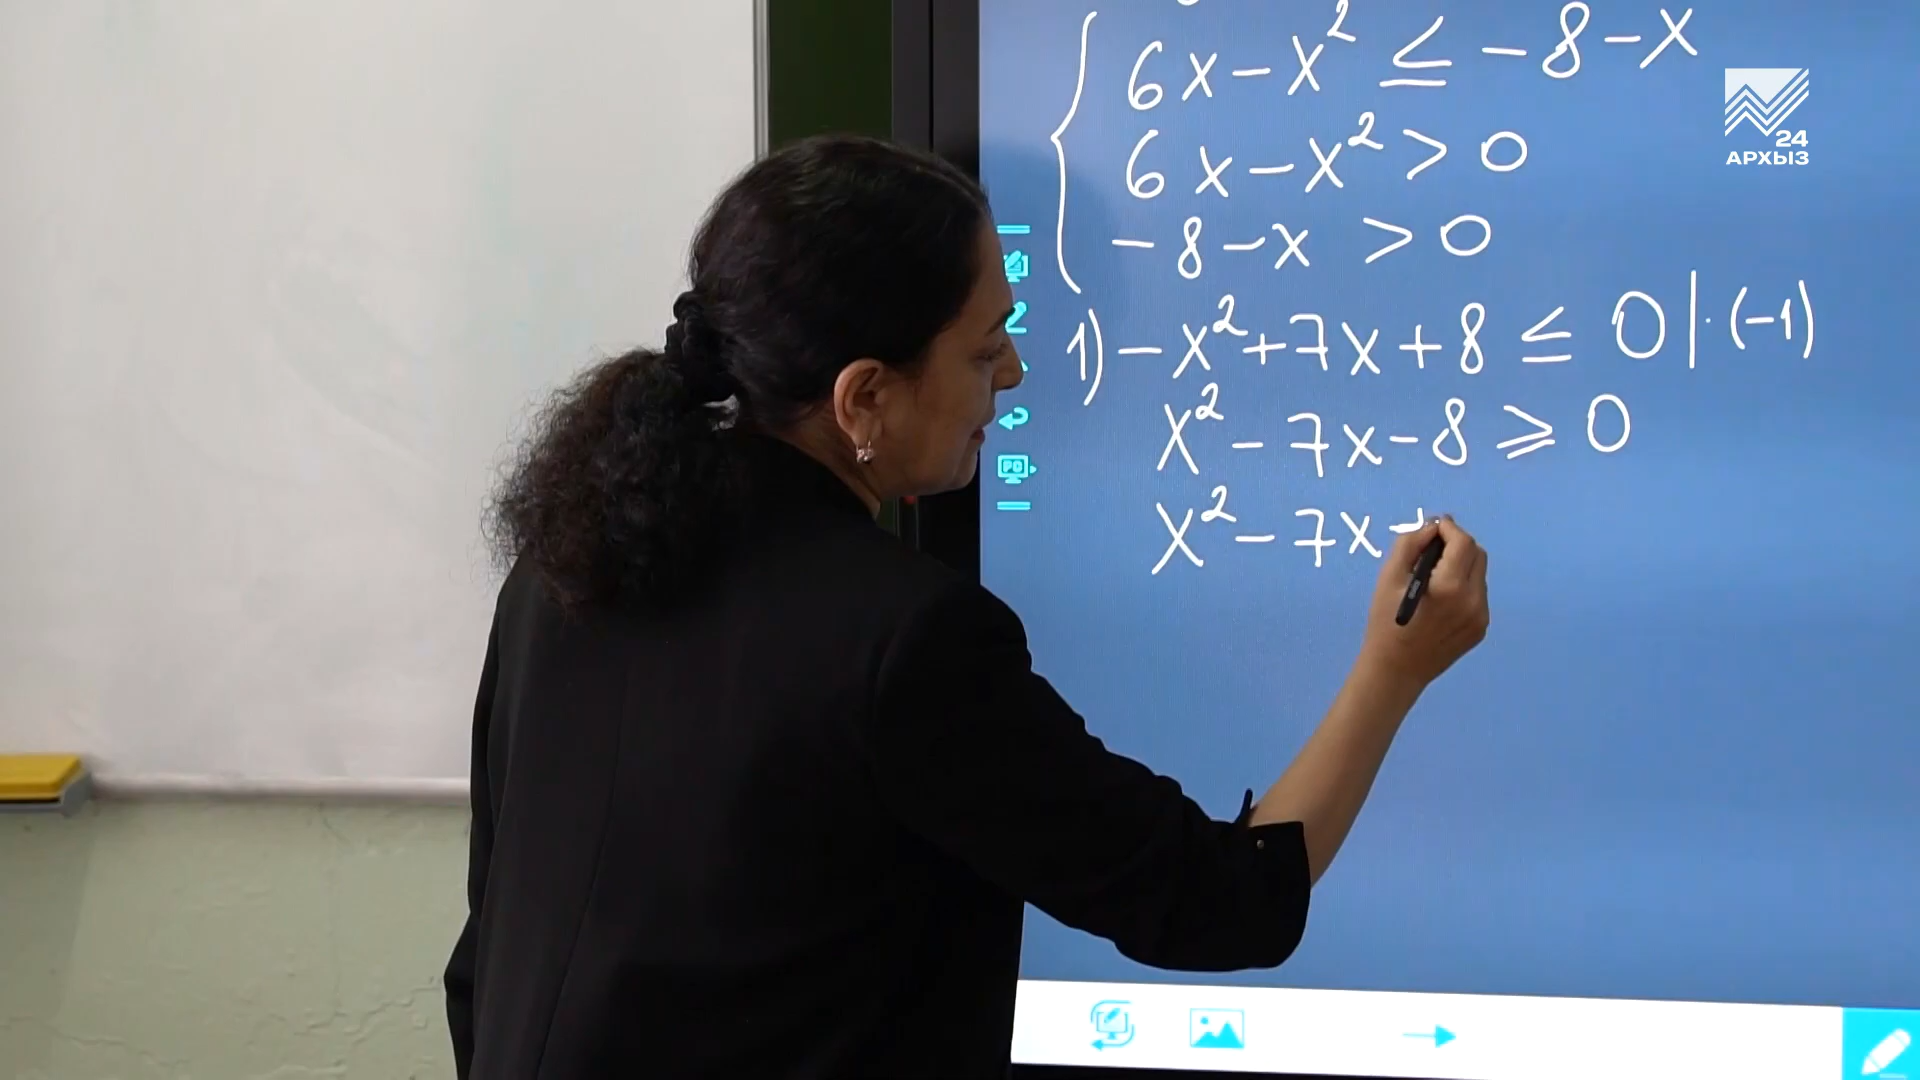 6x - x² ≤ -8 - x
24
АРХЫЗ
6x - x² > 0
-8 - x > 0
1) -x² + 7x + 8 ≤ 0 | · (-1)
x² - 7x - 8 ≥ 0
x² - 7x -